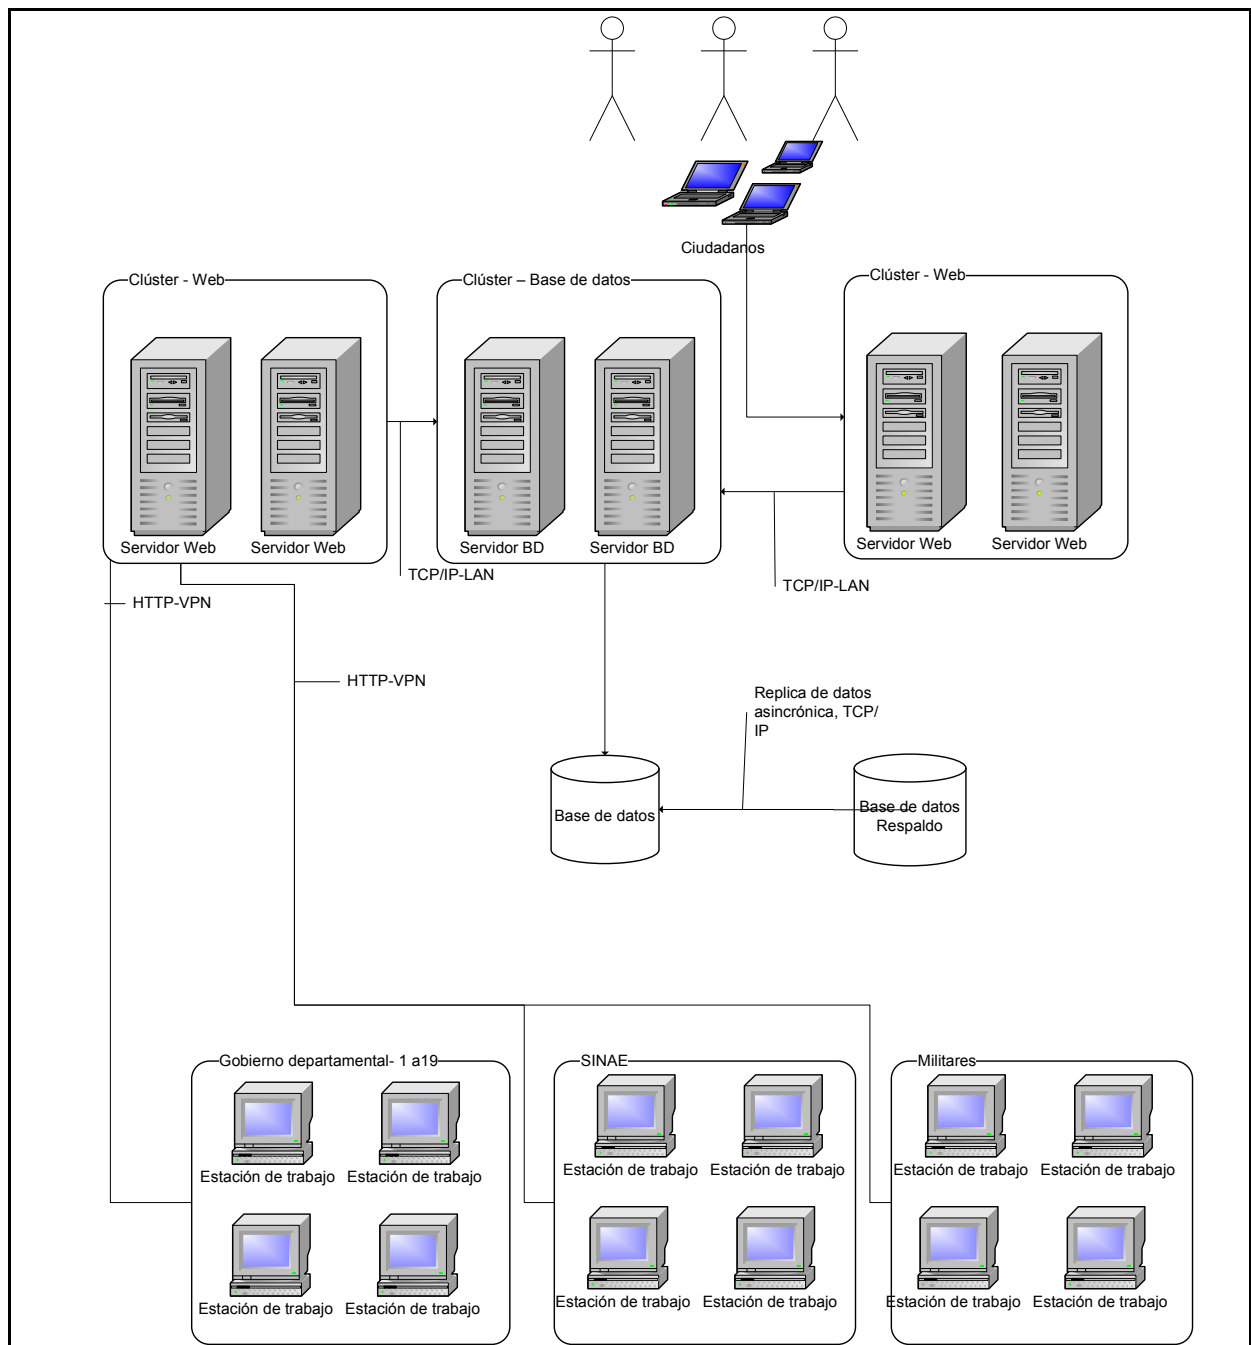 Ciudadanos
Clúster - Web
Clúster – Base de datos
Clúster - Web
Servidor Web
Servidor Web
Servidor BD
Servidor BD
Servidor Web
Servidor Web
TCP/IP-LAN
TCP/IP-LAN
HTTP-VPN
HTTP-VPN
Replica de datos
asincrónica, TCP/
IP
Base de datos
Base de datos
Respaldo
Gobierno departamental- 1 a19
SINAE
Militares
Estación de trabajo
Estación de trabajo
Estación de trabajo
Estación de trabajo
Estación de trabajo
Estación de trabajo
Estación de trabajo
Estación de trabajo
Estación de trabajo
Estación de trabajo
Estación de trabajo
Estación de trabajo